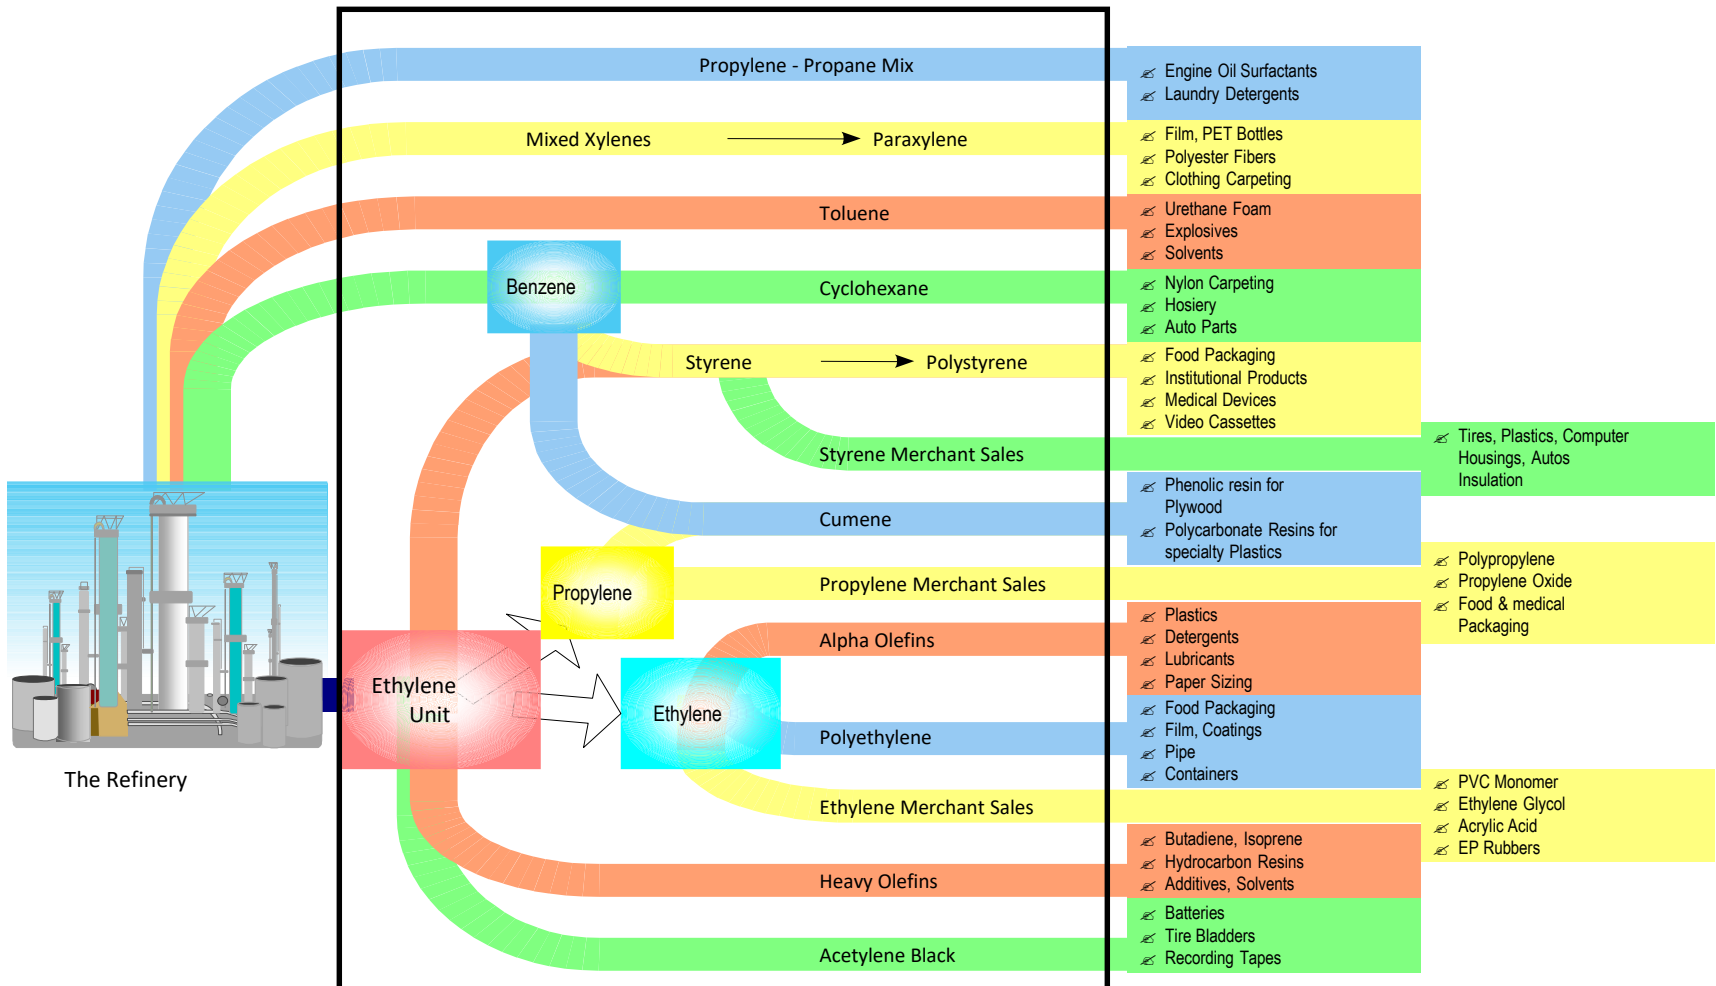 Propylene - Propane Mix
Engine Oil Surfactants
Laundry Detergents
Mixed Xylenes
Paraxylene
Film, PET Bottles
Polyester Fibers
Clothing Carpeting
Toluene
Urethane Foam
Explosives
Solvents
Benzene
Cyclohexane
Nylon Carpeting
Hosiery
Auto Parts
Styrene
Polystyrene
Food Packaging
Institutional Products
Medical Devices
Video Cassettes
Styrene Merchant Sales
Tires, Plastics, Computer
Housings, Autos
Insulation
Cumene
Phenolic resin for
Plywood
Polycarbonate Resins for
specialty Plastics
Propylene
Propylene Merchant Sales
Polypropylene
Propylene Oxide
Food & medical
Packaging
Alpha Olefins
Plastics
Detergents
Lubricants
Paper Sizing
Ethylene
Unit
Ethylene
Polyethylene
Food Packaging
Film, Coatings
Pipe
Containers
The Refinery
Ethylene Merchant Sales
PVC Monomer
Ethylene Glycol
Acrylic Acid
EP Rubbers
Heavy Olefins
Butadiene, Isoprene
Hydrocarbon Resins
Additives, Solvents
Acetylene Black
Batteries
Tire Bladders
Recording Tapes